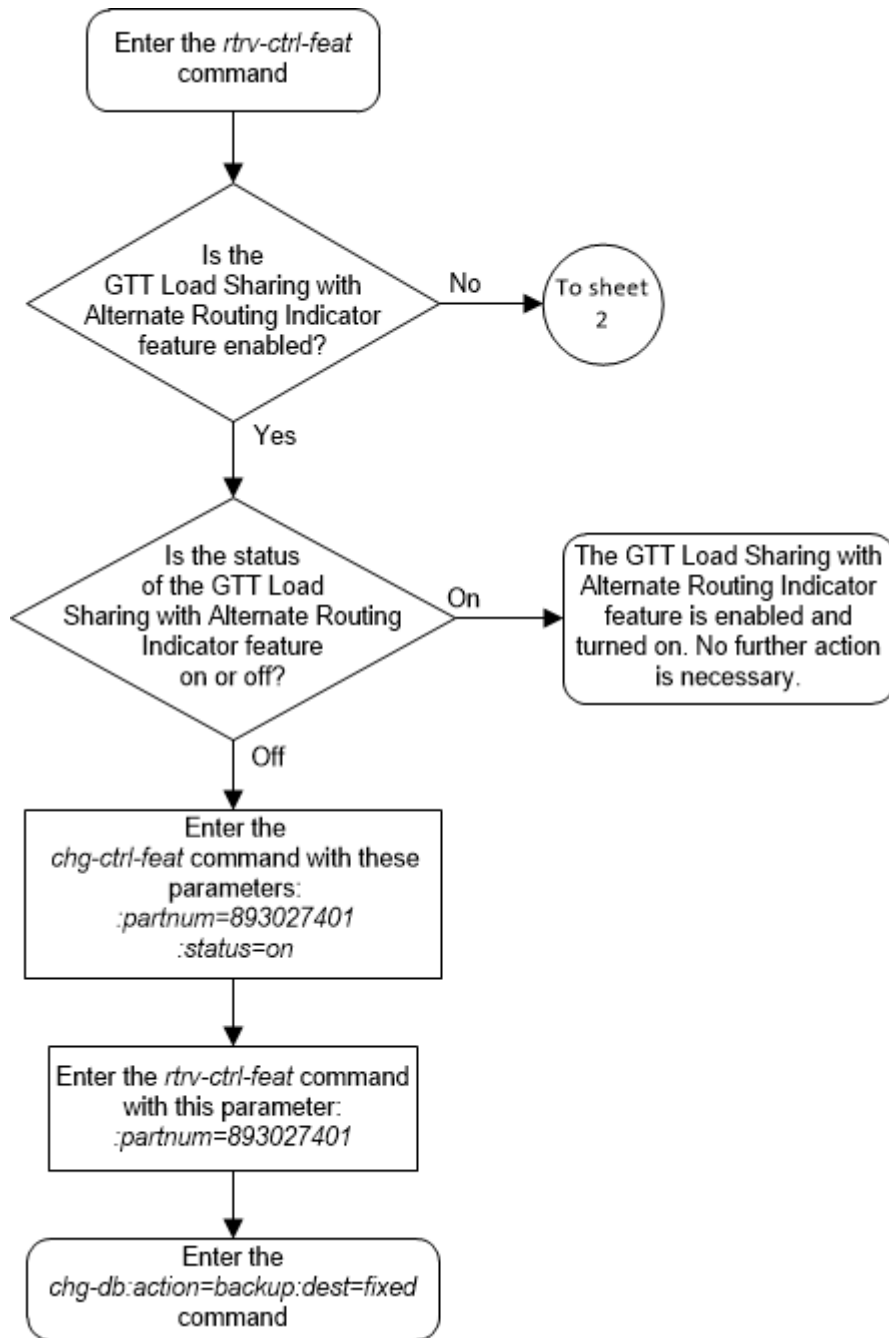 Enter the rtrv-ctrl-feat
command
Is the
GTT Load Sharing with
Alternate Routing Indicator
feature enabled?
No
To sheet
2
Yes
Is the status
of the GTT Load
Sharing with Alternate Routing
Indicator feature
on or off?
On
The GTT Load Sharing with
Alternate Routing Indicator
feature is enabled and
turned on. No further action
is necessary.
Off
Enter the
chg-ctrl-feat command with these
parameters:
:partnum=893027401
:status=on
Enter the rtrv-ctrl-feat command
with this parameter:
:partnum=893027401
Enter the
chg-db:action=backup:dest=fixed
command